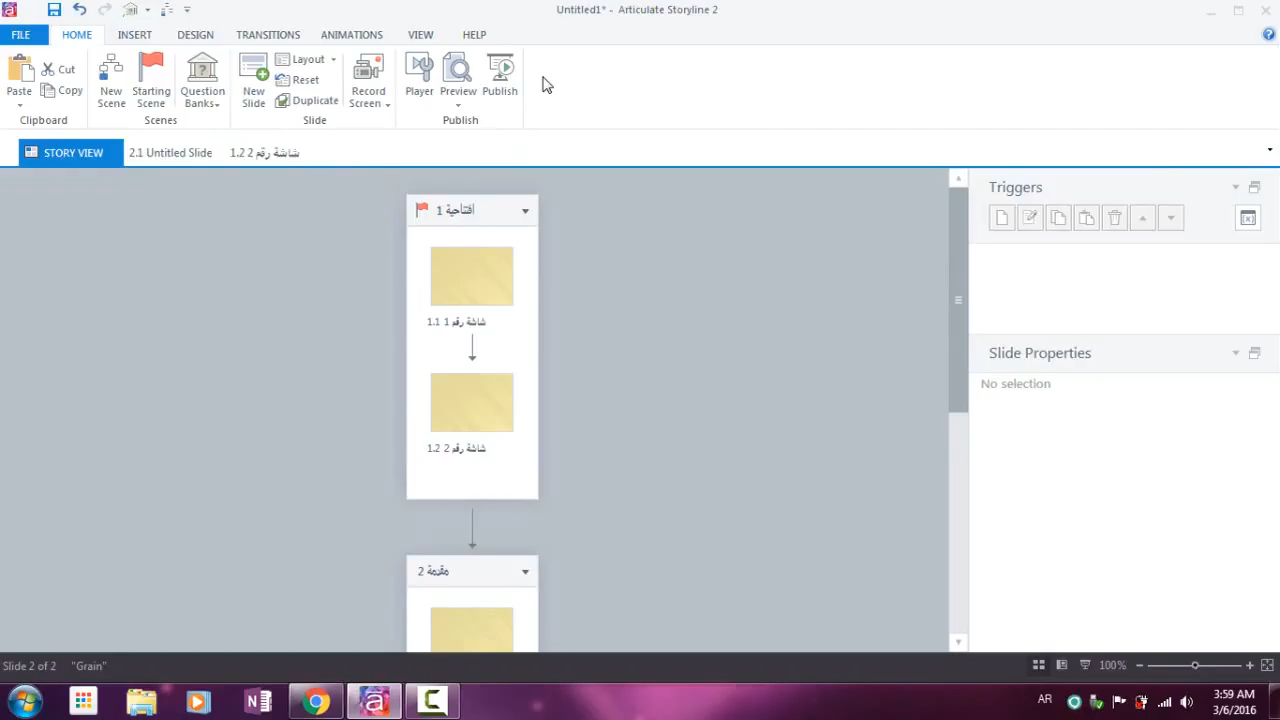 Untitled1* - Articulate Storyline 2
FILE
HOME
INSERT
DESIGN
TRANSITIONS
ANIMATIONS
VIEW
HELP
Paste
Cut
Copy
Clipboard
New Scene
Starting Scene
Question Banks
Scenes
New Slide
Layout
Reset
Duplicate
Record Screen
Slide
Player
Preview
Publish
Publish
STORY VIEW
2.1 Untitled Slide
1.2 شاشة رقم 2
1 افتتاحية
1.1 شاشة رقم 1
1.2 شاشة رقم 2
2 مقدمة
Triggers
Slide Properties
No selection
Slide 2 of 2
"Grain"
100%
AR
3:59 AM
3/6/2016